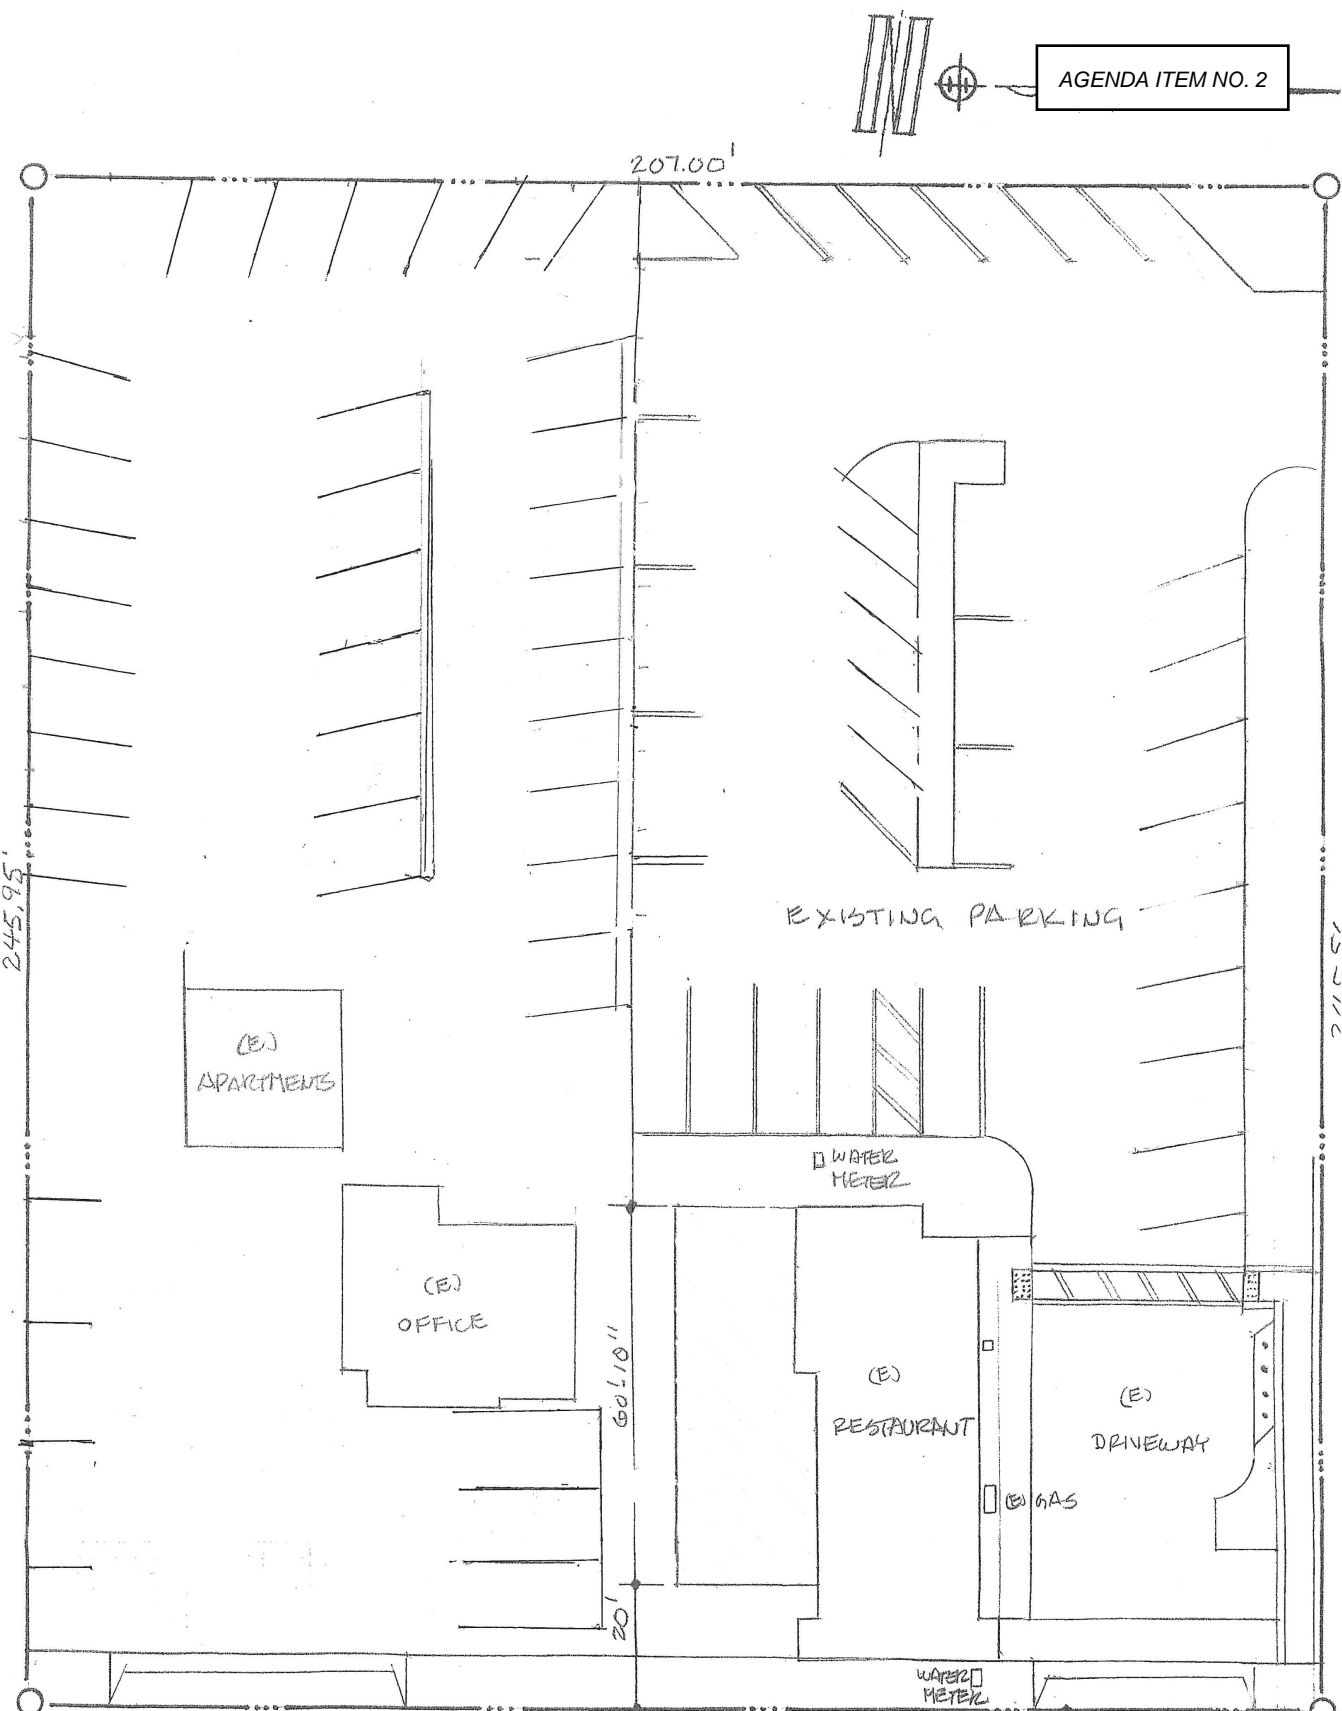 N
AGENDA ITEM NO. 2
207.00'
245.95'
EXISTING PARKING
(E)
APARTMENTS
WATER
METER
(E)
OFFICE
60'-10"
(E)
RESTAURANT
(E)
DRIVEWAY
(E) GAS
20'
WATER
METER